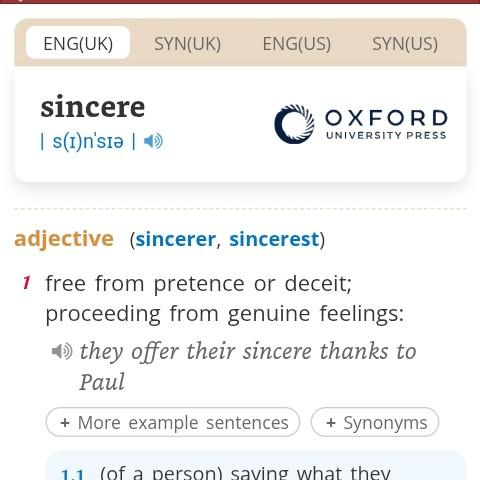 ENG(UK) SYN(UK) ENG(US) SYN(US)
sincere
| s(ɪ)nˈsɪə |
OXFORD
UNIVERSITY PRESS
adjective (sincerer, sincerest)
1 free from pretence or deceit;
proceeding from genuine feelings:
they offer their sincere thanks to
Paul
+ More example sentences + Synonyms
1.1 (of a person) saying what they